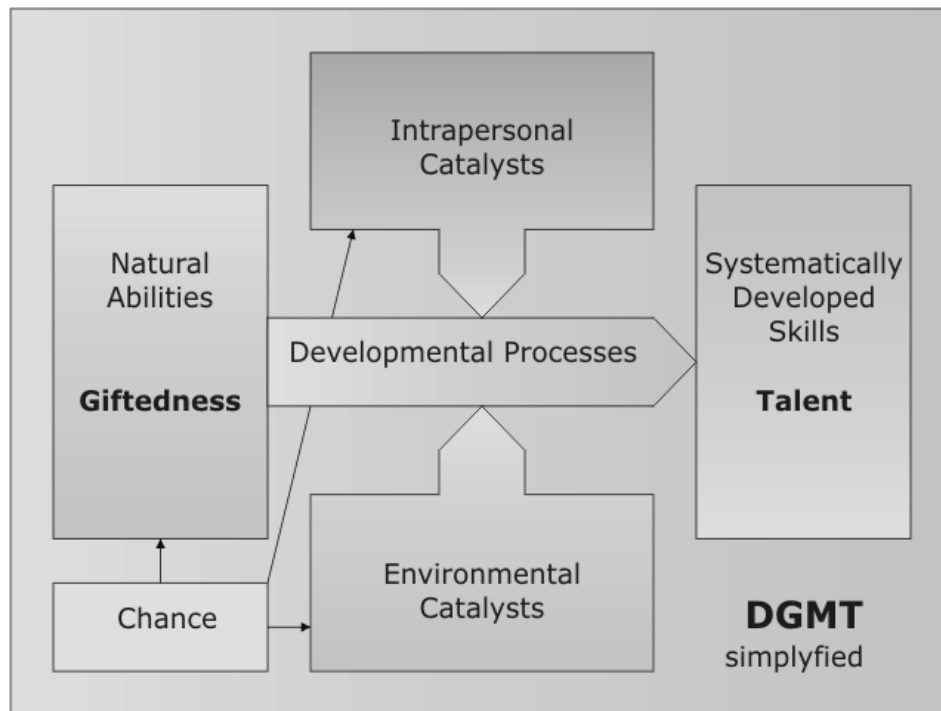 Intrapersonal
Catalysts
Natural
Abilities
Giftedness
Developmental Processes
Systematically
Developed
Skills
Talent
Chance
Environmental
Catalysts
DGMT
simplyfied